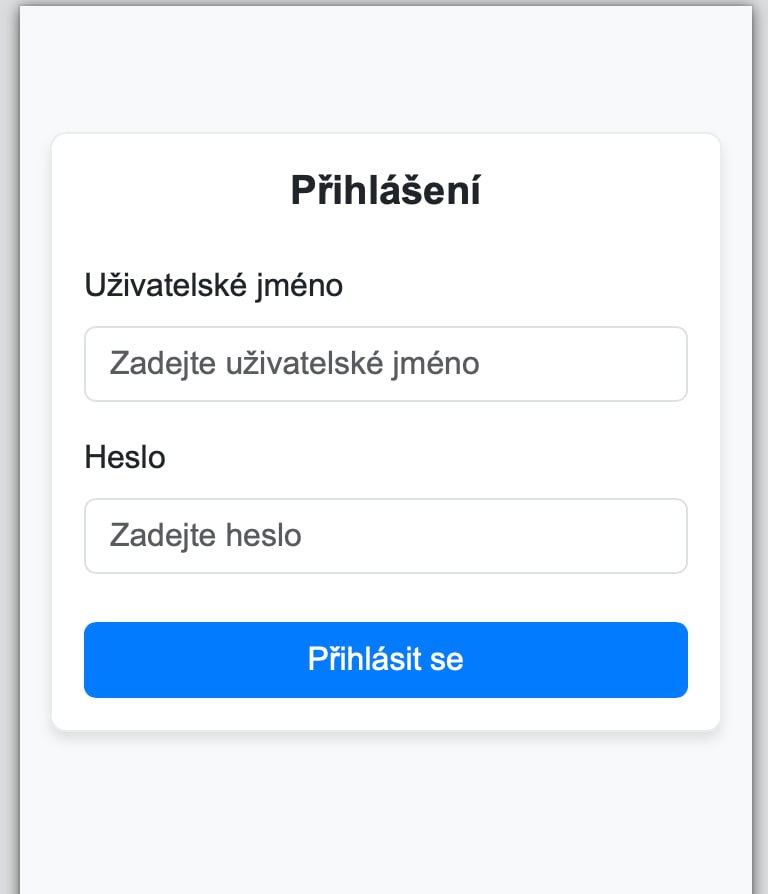 Přihlášení
Uživatelské jméno
Zadejte uživatelské jméno
Heslo
Zadejte heslo
Přihlásit se